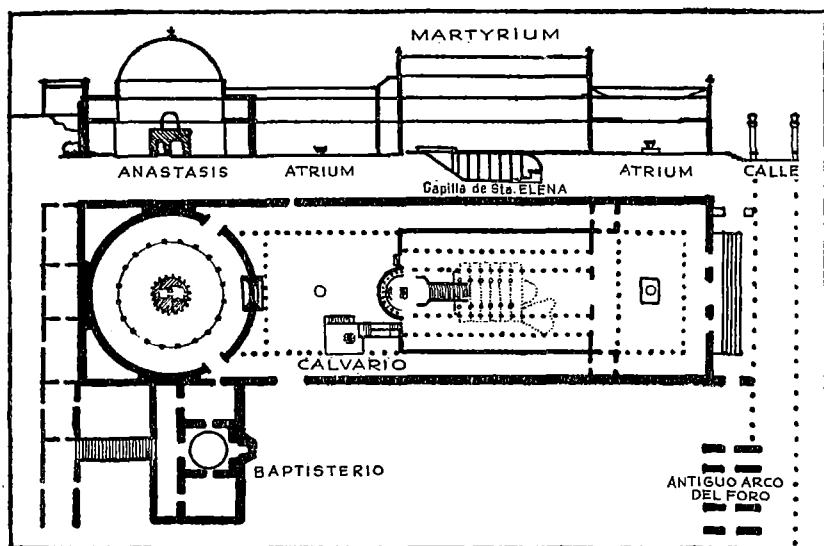 MARTYRIUM
ANASTASIS
ATRIUM
Capilla de Sta. ELENA
ATRIUM
CALLE
CALVARIO
BAPTISTERIO
ANTIGUO ARCO
DEL FORO